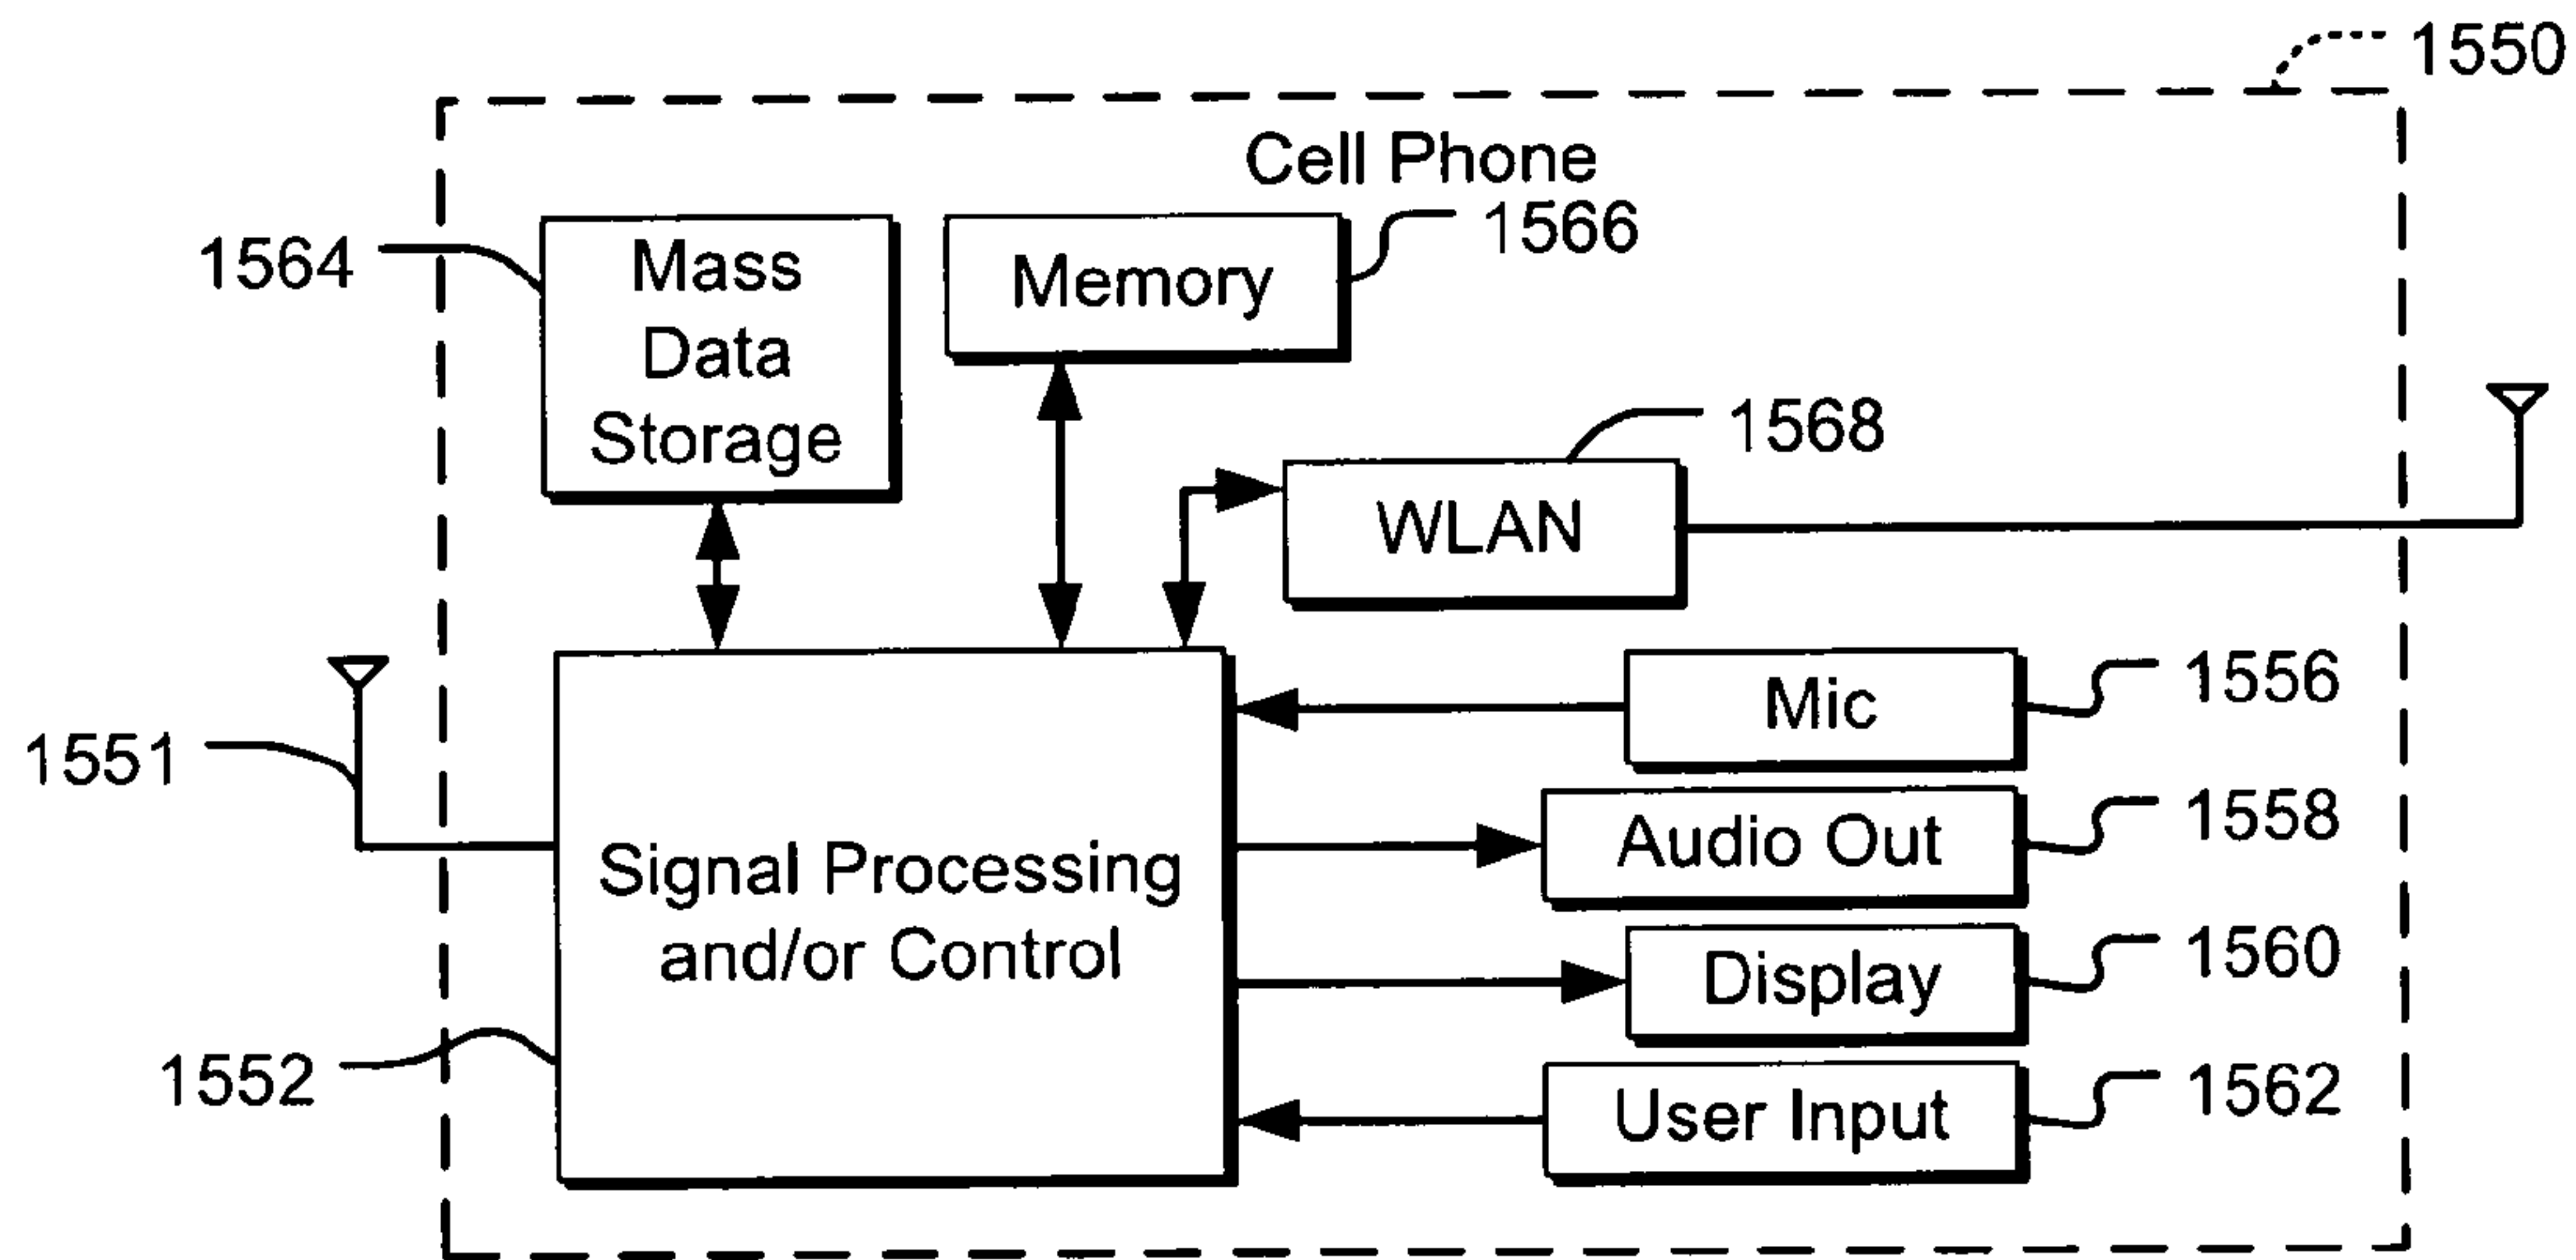 1550
Cell Phone
1564
Mass
Data
Storage
Memory
1566
1568
WLAN
1551
Signal Processing
and/or Control
1552
Mic
1556
Audio Out
1558
Display
1560
User Input
1562